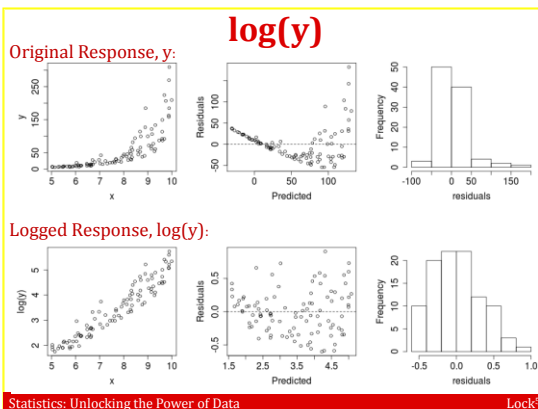 log(y)
Original Response, y:
y
50 150 250
0
5 6 7 8 9 10
x
Residuals
-50 0 50 100
0 50 100
Predicted
Frequency
0 10 20 30 40 50
-100 0 50 150
residuals
Logged Response, log(y):
log(y)
2 3 4 5
5 6 7 8 9 10
x
Residuals
-0.5 0.0 0.5
1.5 2.5 3.5 4.5
Predicted
Frequency
0 5 10 15 20
-0.5 0.0 0.5 1.0
residuals
Statistics: Unlocking the Power of Data Lock5